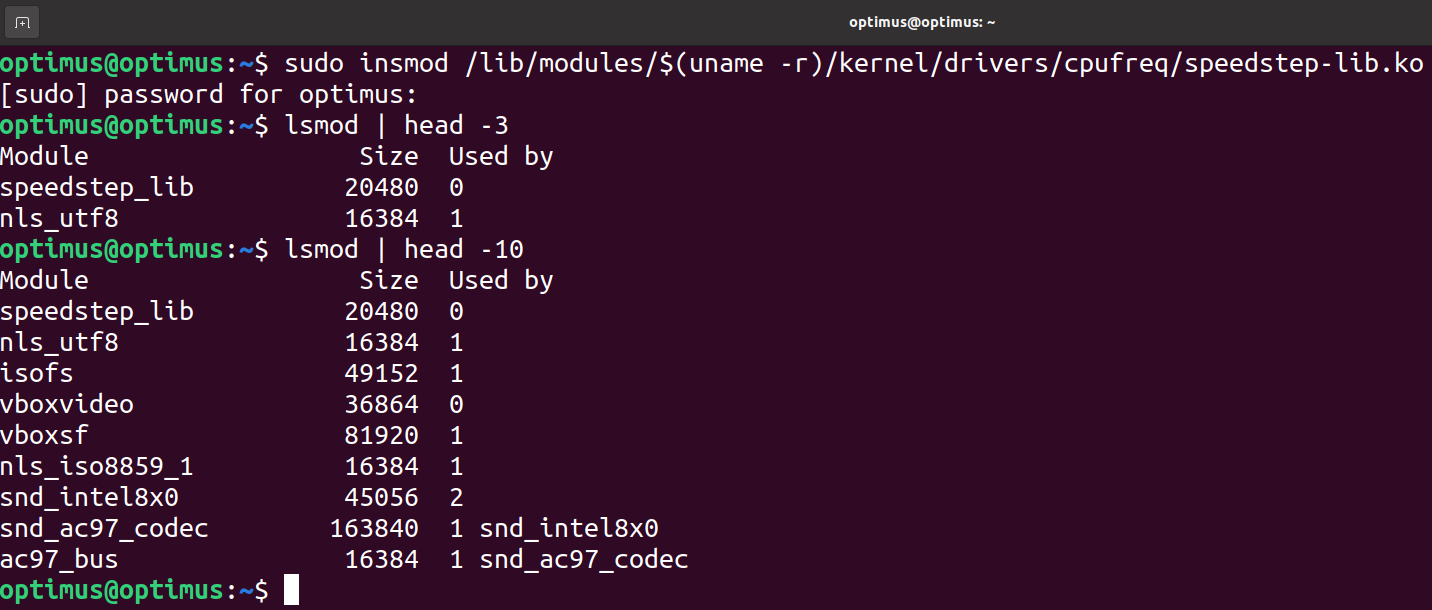 optimus@optimus: ~
optimus@optimus:~$ sudo insmod /lib/modules/$(uname -r)/kernel/drivers/cpufreq/speedstep-lib.ko
[sudo] password for optimus:
optimus@optimus:~$ lsmod | head -3
Module                  Size  Used by
speedstep_lib          20480  0
nls_utf8               16384  1
optimus@optimus:~$ lsmod | head -10
Module                  Size  Used by
speedstep_lib          20480  0
nls_utf8               16384  1
isofs                  49152  1
vboxvideo              36864  0
vboxsf                 81920  1
nls_iso8859_1          16384  1
snd_intel8x0           45056  2
snd_ac97_codec        163840  1 snd_intel8x0
ac97_bus               16384  1 snd_ac97_codec
optimus@optimus:~$